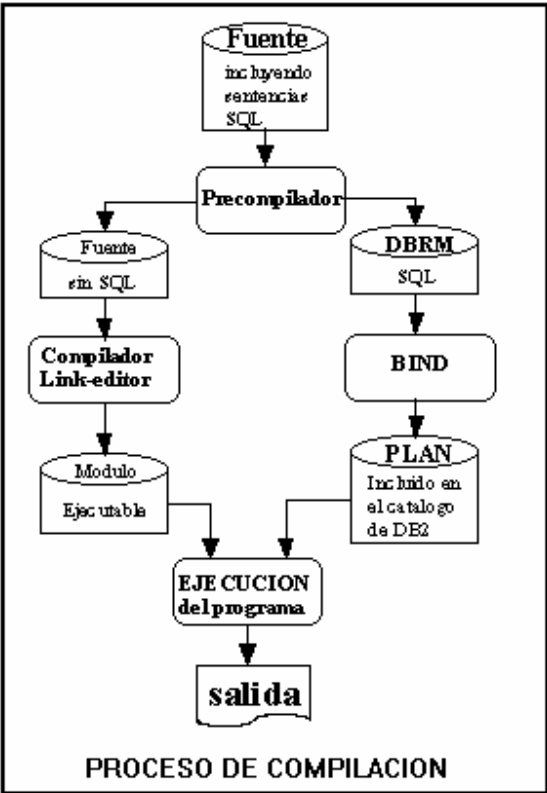 Fuente
incluyendo
sentencias
SQL
Precompilador
Fuente
sin SQL
DBRM
SQL
Compilador
Link-editor
BIND
Modulo
Ejecutable
PLAN
Incluido en
el catalogo
de DB2
EJECUCION
del programa
salida
PROCESO DE COMPILACION